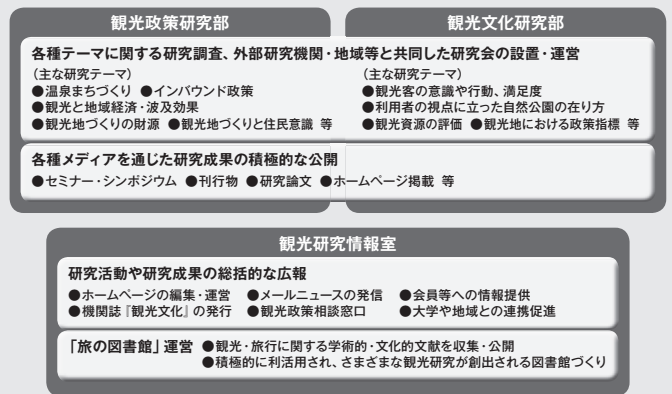 観光政策研究部
観光文化研究部
各種テーマに関する研究調査、外部研究機関・地域等と共同した研究会の設置・運営
（主な研究テーマ）
●温泉まちづくり ●インバウンド政策
●観光と地域経済・波及効果
●観光地づくりの財源 ●観光地づくりと住民意識 等
（主な研究テーマ）
●観光客の意識や行動、満足度
●利用者の視点に立った自然公園の在り方
●観光資源の評価 ●観光地における政策指標 等
各種メディアを通じた研究成果の積極的な公開
●セミナー・シンポジウム ●刊行物 ●研究論文 ●ホームページ掲載 等
観光研究情報室
研究活動や研究成果の総括的な広報
●ホームページの編集・運営 ●メールニュースの発信 ●会員等への情報提供
●機関誌『観光文化』の発行 ●観光政策相談窓口 ●大学や地域との連携促進
「旅の図書館」運営 ●観光・旅行に関する学術的・文化的文献を収集・公開
●積極的に利活用され、さまざまな観光研究が創出される図書館づくり